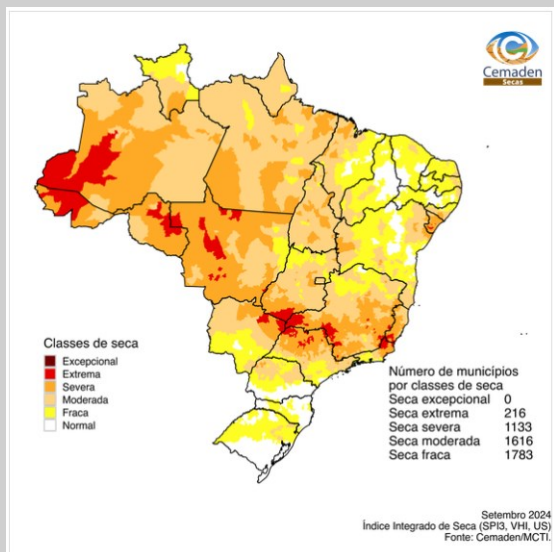 Cemaden
Secas
Classes de seca
Excepcional
Extrema
Severa
Moderada
Fraca
Normal
Número de municípios
por classes de seca
Seca excepcional 0
Seca extrema 216
Seca severa 1133
Seca moderada 1616
Seca fraca 1783
Setembro 2024
Índice Integrado de Seca (SPI3, VHI, US)
Fonte: Cemaden/MCTI.